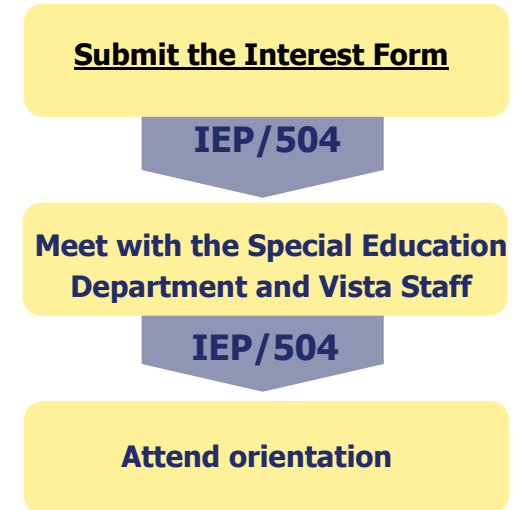 Submit the Interest Form
IEP/504
Meet with the Special Education
Department and Vista Staff
IEP/504
Attend orientation